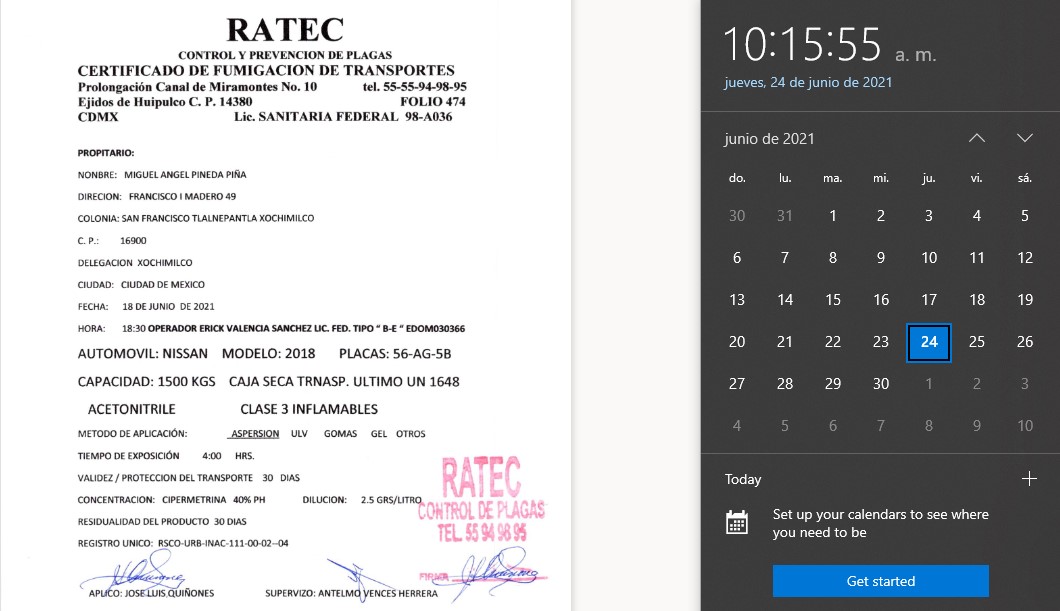 RATEC
CONTROL Y PREVENCION DE PLAGAS
CERTIFICADO DE FUMIGACION DE TRANSPORTES
Prolongación Canal de Miramontes No. 10 tel. 55-55-94-98-95
Ejidos de Huipulco C. P. 14380 FOLIO 474
CDMX Lic. SANITARIA FEDERAL 98-A036
PROPITARIO:
NOMBRE: MIGUEL ANGEL PINEDA PIÑA
DIRECION: FRANCISCO I MADERO 49
COLONIA: SAN FRANCISCO TLALNEPANTLA XOCHIMILCO
C. P.: 16900
DELEGACION XOCHIMILCO
CIUDAD: CIUDAD DE MEXICO
FECHA: 18 DE JUNIO DE 2021
HORA: 18:30 OPERADOR ERICK VALENCIA SANCHEZ LIC. FED. TIPO " B-E " EDOM030366
AUTOMOVIL: NISSAN MODELO: 2018 PLACAS: 56-AG-5B
CAPACIDAD: 1500 KGS CAJA SECA TRNASP. ULTIMO UN 1648
ACETONITRILE CLASE 3 INFLAMABLES
METODO DE APLICACIÓN: ASPERSION ULV GOMAS GEL OTROS
TIEMPO DE EXPOSICIÓN 4:00 HRS.
VALIDEZ / PROTECCION DEL TRANSPORTE 30 DIAS
CONCENTRACION: CIPERMETRINA 40% PH DILUCION: 2.5 GRS/LITRO
RESIDUALIDAD DEL PRODUCTO 30 DIAS
REGISTRO UNICO: RSCO-URB-INAC-111-00-02--04
RATEC
CONTROL DE PLAGAS
TEL. 55 94 98 95
FIRMA
APLICO: JOSE LUIS QUIÑONES SUPERVIZO: ANTELMO VENCES HERRERA
10:15:55 a. m.
jueves, 24 de junio de 2021
junio de 2021
do. lu. ma. mi. ju. vi. sá.
30 31 1 2 3 4 5
6 7 8 9 10 11 12
13 14 15 16 17 18 19
20 21 22 23 24 25 26
27 28 29 30 1 2 3
4 5 6 7 8 9 10
Today
Set up your calendars to see where
you need to be
Get started